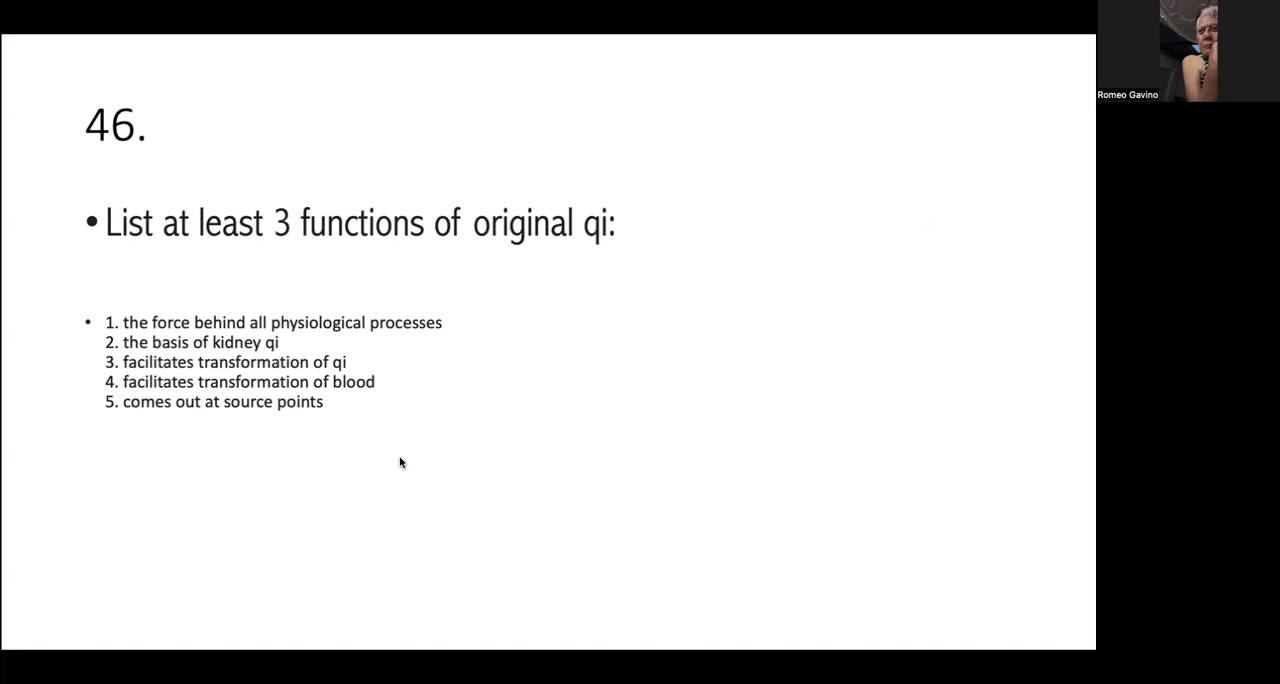 46.
• List at least 3 functions of original qi:
• 1. the force behind all physiological processes
2. the basis of kidney qi
3. facilitates transformation of qi
4. facilitates transformation of blood
5. comes out at source points
Romeo Gavino